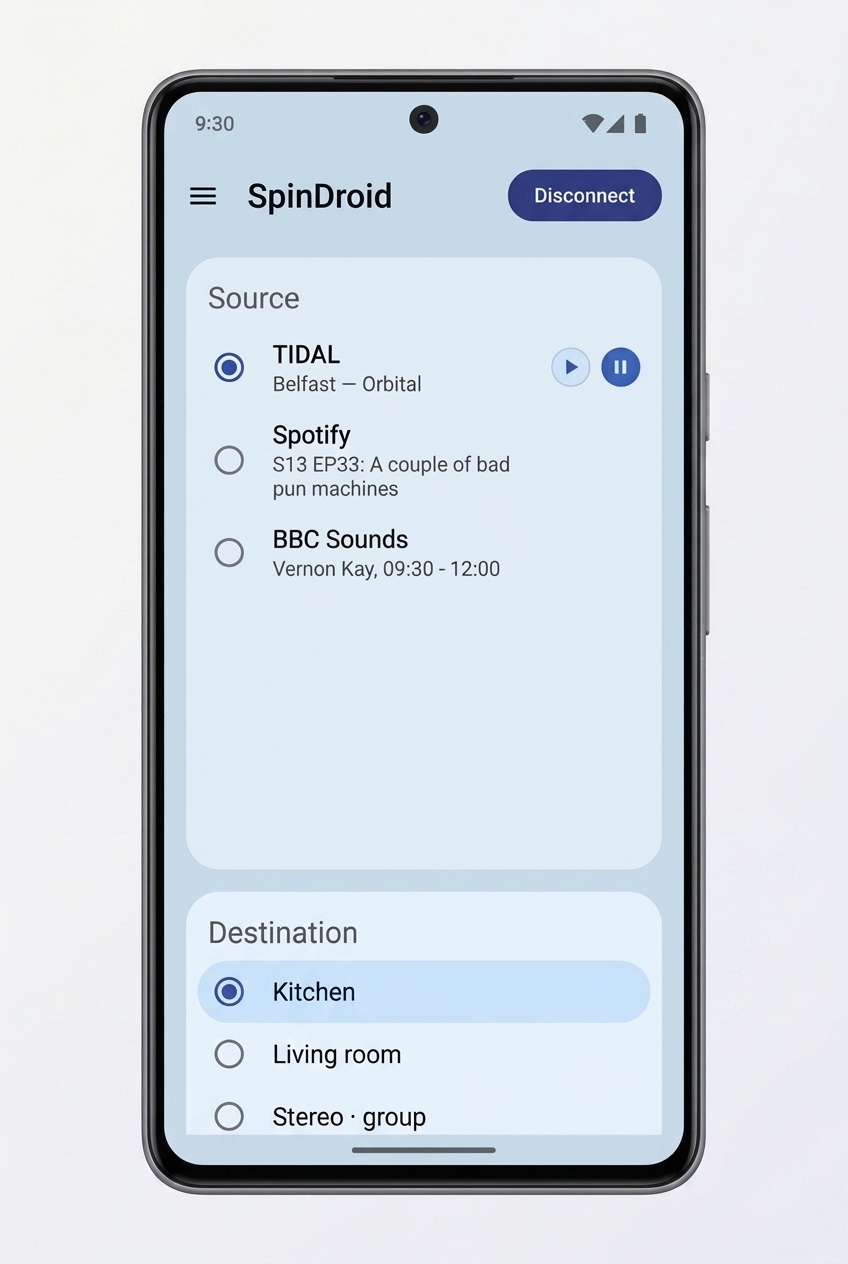 9:30
SpinDroid
Disconnect
Source
TIDAL
Belfast — Orbital
Spotify
S13 EP33: A couple of bad
pun machines
BBC Sounds
Vernon Kay, 09:30 - 12:00
Destination
Kitchen
Living room
Stereo · group